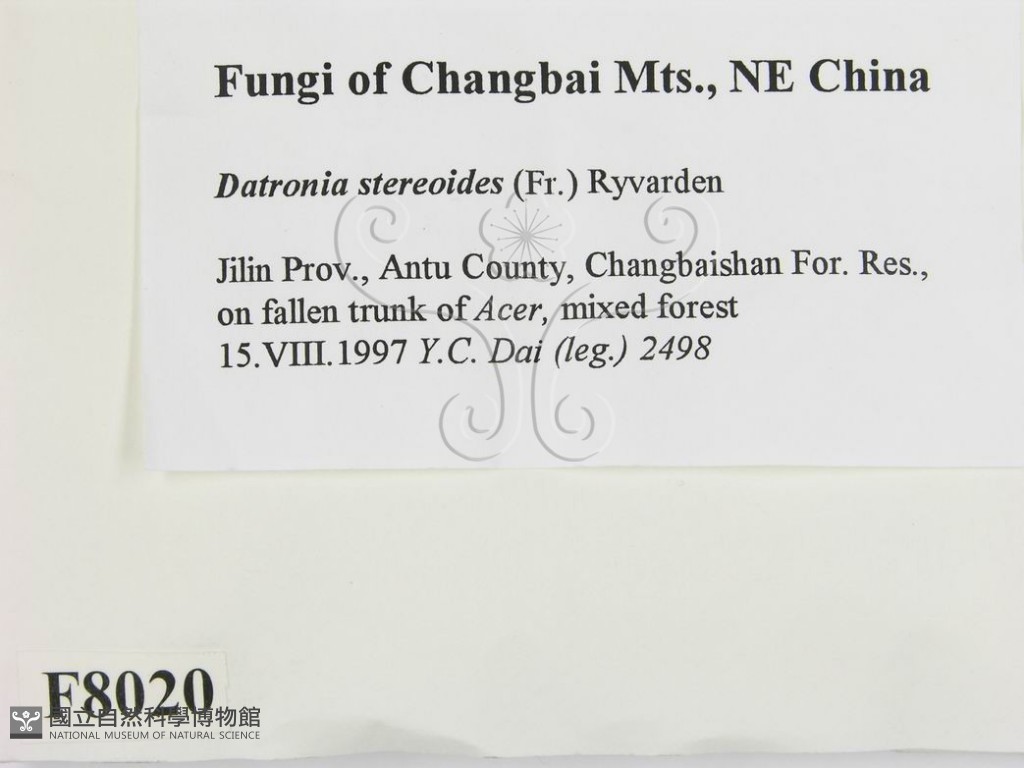 Fungi of Changbai Mts., NE China
Datronia stereoides (Fr.) Ryvarden
Jilin Prov., Antu County, Changbaishan For. Res.,
on fallen trunk of Acer, mixed forest
15.VIII.1997 Y.C. Dai (leg.) 2498
F8020
國立自然科學博物館
NATIONAL MUSEUM OF NATURAL SCIENCE